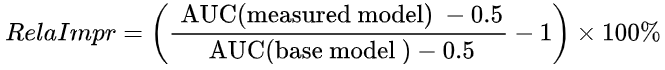 RelaImpr = ( AUC(measured model) − 0.5 / AUC(base model ) − 0.5 − 1 ) × 100%